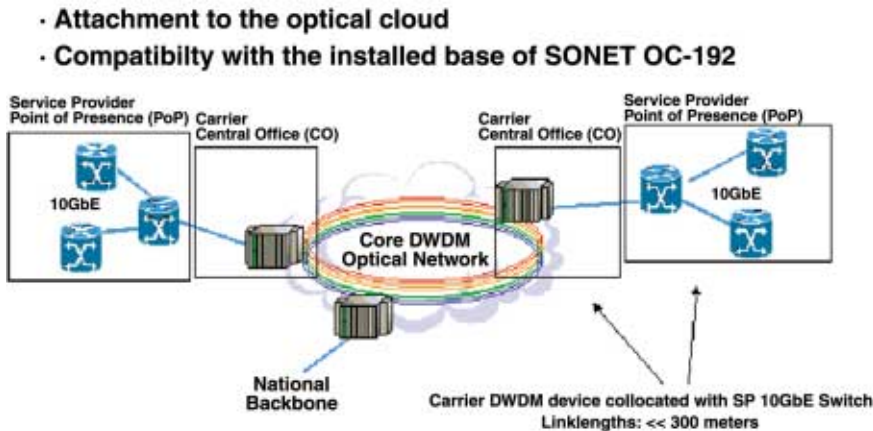 · Attachment to the optical cloud
· Compatibilty with the installed base of SONET OC-192
Service Provider
Point of Presence (PoP)
Carrier
Central Office (CO)
Carrier
Central Office (CO)
Service Provider
Point of Presence (PoP)
10GbE
10GbE
Core DWDM
Optical Network
National
Backbone
Carrier DWDM device collocated with SP 10GbE Switch
Linklengths: << 300 meters